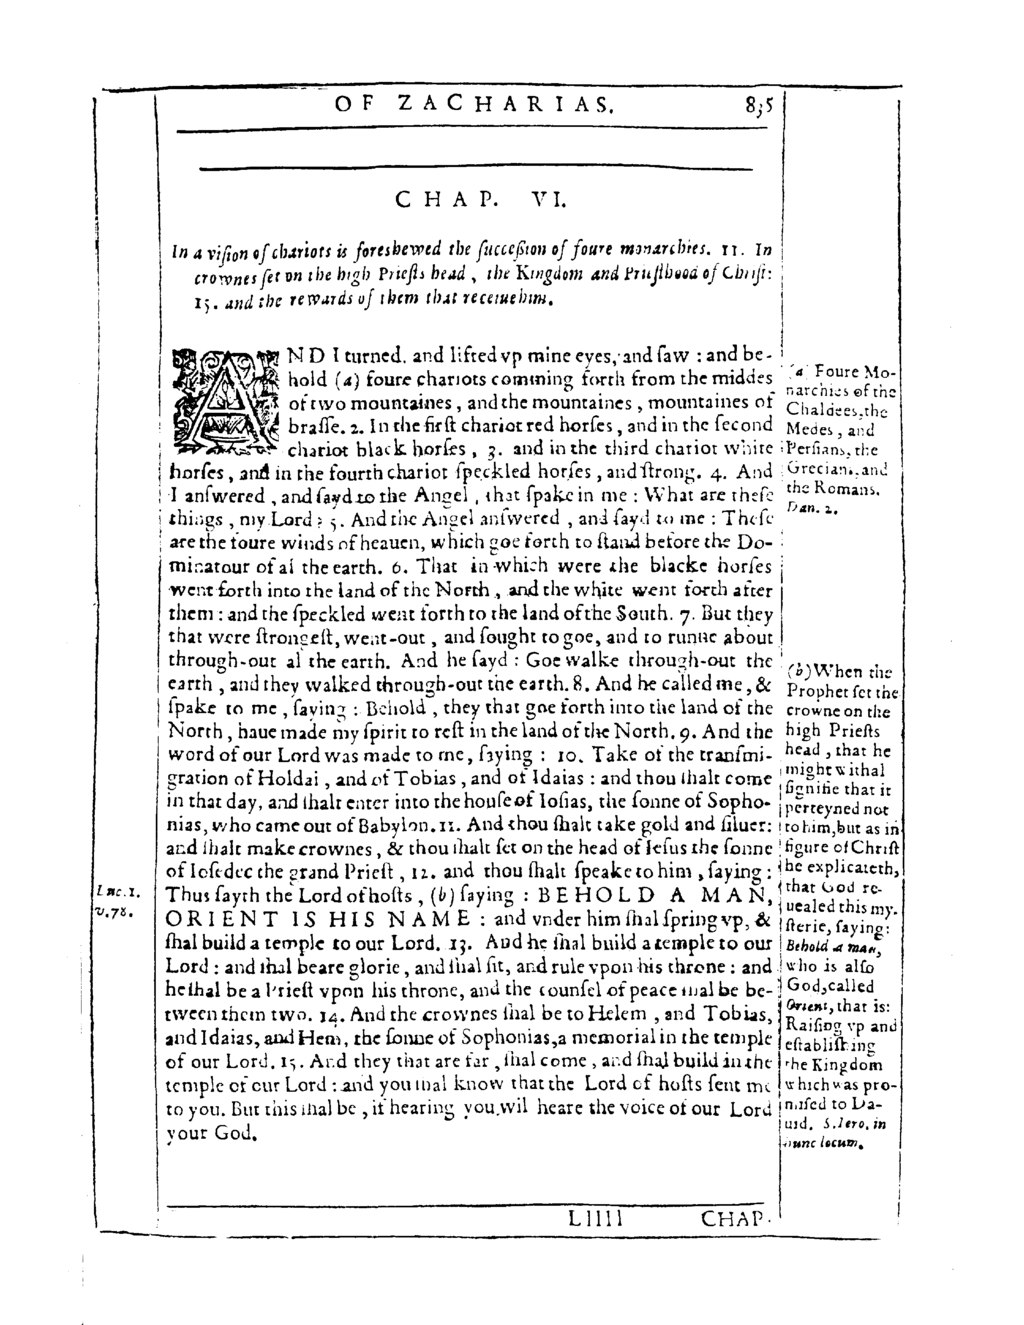 OF ZACHARIAS. 835
CHAP. VI.
In a viſion of chariots is foreshewed the ſucceſsion of foure monarchies. 11. In
crownes ſet on the high Prieſts head, the Kingdom and Prieſthood of Chriſt:
15. and the rewards of them that receiue him.
AND I turned, and lifted vp mine eyes, and ſaw : and be-
hold (a) foure chariots comming forth from the middes
of two mountaines, and the mountaines, mountaines of
braſſe. 2. In the firſt chariot red horſes, and in the ſecond
chariot black horſes, 3. and in the third chariot white
horſes, and in the fourth chariot ſpeckled horſes, and ſtrong. 4. And
I anſwered, and ſayd to the Angel, that ſpake in me : What are theſe
things, my Lord? 5. And the Angel anſwered, and ſayd to me : Theſe
are the foure winds of heauen, which goe forth to ſtand before the Do-
minatour of al the earth. 6. That in which were the blacke horſes
went forth into the land of the North, and the white went forth after
them : and the ſpeckled went forth to the land of the South. 7. But they
that were ſtrongeſt, went-out, and ſought to goe, and to runne about
through-out al the earth. And he ſayd : Goe walke through-out the
earth, and they walked through-out the earth. 8. And he called me, &
ſpake to me, ſaying : Behold, they that goe forth into the land of the
North, haue made my ſpirit to reſt in the land of the North. 9. And the
word of our Lord was made to me, ſaying : 10. Take of the tranſmi-
gration of Holdai, and of Tobias, and of Idaias : and thou ſhalt come
in that day, and ſhalt enter into the houſe of Ioſias, the ſonne of Sopho-
nias, who came out of Babylon. 11. And thou ſhalt take gold and ſiluer:
and ſhalt make crownes, & thou ſhalt ſet on the head of Ieſus the ſonne
of Ioſedec the grand Prieſt, 12. and thou ſhalt ſpeake to him, ſaying :
Thus ſayth the Lord of hoſts, (b) ſaying : BEHOLD A MAN,
ORIENT IS HIS NAME : and vnder him ſhal ſpring vp, &
ſhal build a temple to our Lord. 13. And he ſhal build a temple to our
Lord : and ſhal beare glorie, and ſhal ſit, and rule vpon his throne : and
he ſhal be a Prieſt vpon his throne, and the counſel of peace ſhal be be-
tween them two. 14. And the crownes ſhal be to Helem, and Tobias,
and Idaias, and Hem, the ſonne of Sophonias, a memorial in the temple
of our Lord. 15. And they that are far, ſhal come, and ſhal build in the
temple of our Lord : and you ſhal know that the Lord of hoſts ſent me
to you. But this ſhal be, if hearing you wil heare the voice of our Lord
your God.
(a) Foure Mo-
narchies of the
Chaldees, the
Medes, and
Perſians, the
Grecians, and
the Romans.
Dan. 2.
(b) When the
Prophet ſet the
crowne on the
high Prieſts
head, that he
might withal
ſignifie that it
perteyned not
to him, but as in
figure of Chriſt
he explicateth,
that God re-
uealed this my-
ſterie, ſaying:
Behold a man,
who is alſo
God, called
Orient, that is:
Raiſing vp and
eſtabliſhing
the Kingdom
which was pro-
miſed to Da-
uid. S. Iero. in
hunc locum.
Luc. 1.
v. 78.
Lllll CHAP.